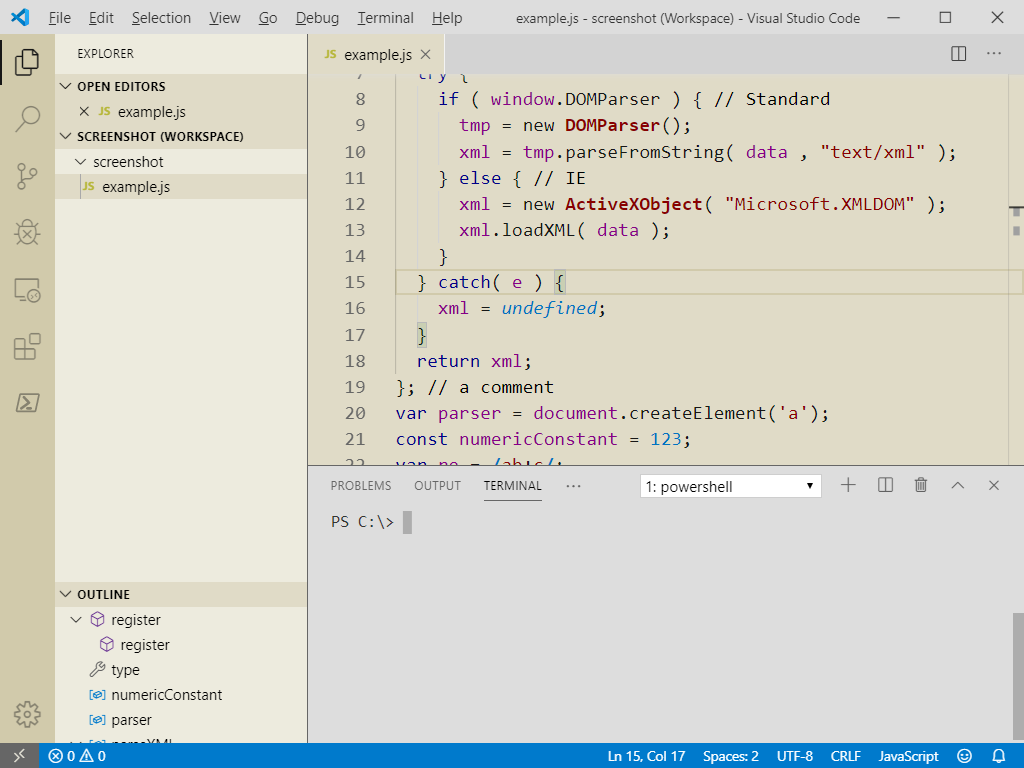 File Edit Selection View Go Debug Terminal Help example.js - screenshot (Workspace) - Visual Studio Code
EXPLORER
OPEN EDITORS
JS example.js
SCREENSHOT (WORKSPACE)
screenshot
JS example.js
OUTLINE
register
register
type
numericConstant
parser
parseXML
JS example.js
7 try {
8 if ( window.DOMParser ) { // Standard
9 tmp = new DOMParser();
10 xml = tmp.parseFromString( data , "text/xml" );
11 } else { // IE
12 xml = new ActiveXObject( "Microsoft.XMLDOM" );
13 xml.loadXML( data );
14 }
15 } catch( e ) {
16 xml = undefined;
17 }
18 return xml;
19 }; // a comment
20 var parser = document.createElement('a');
21 const numericConstant = 123;
22 var re = /ab+c/;
PROBLEMS OUTPUT TERMINAL ··· 1: powershell
PS C:\>
0 0 Ln 15, Col 17 Spaces: 2 UTF-8 CRLF JavaScript